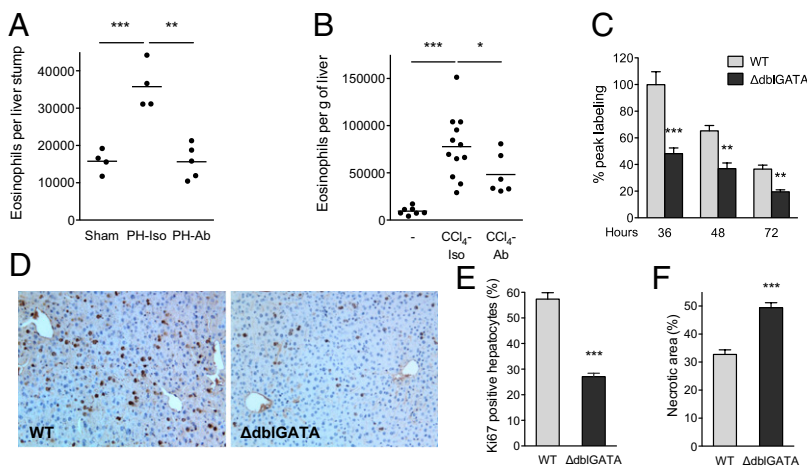 A
***
**
Eosinophils per liver stump
40000
30000
20000
10000
0
Sham PH-Iso PH-Ab
B
***
*
Eosinophils per g of liver
150000
100000
50000
0
- CCl4-Iso CCl4-Ab
C
WT
ΔdblGATA
% peak labeling
120
100
80
60
40
20
0
***
**
**
Hours 36 48 72
D
WT
ΔdblGATA
E
Ki67 positive hepatocytes (%)
60
50
40
30
20
10
0
***
WT ΔdblGATA
F
Necrotic area (%)
50
40
30
20
10
0
***
WT ΔdblGATA